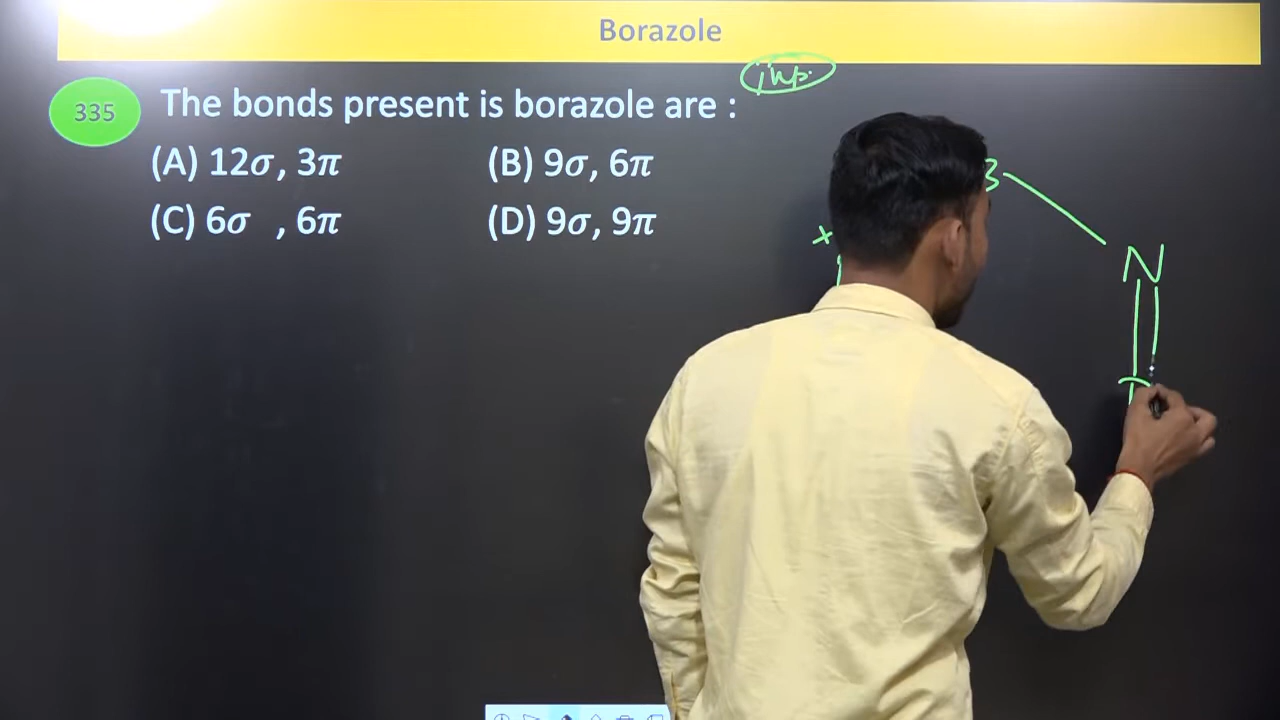 Borazole
imp.
335 The bonds present is borazole are :
(A) 12σ, 3π (B) 9σ, 6π
(C) 6σ , 6π (D) 9σ, 9π
B
N